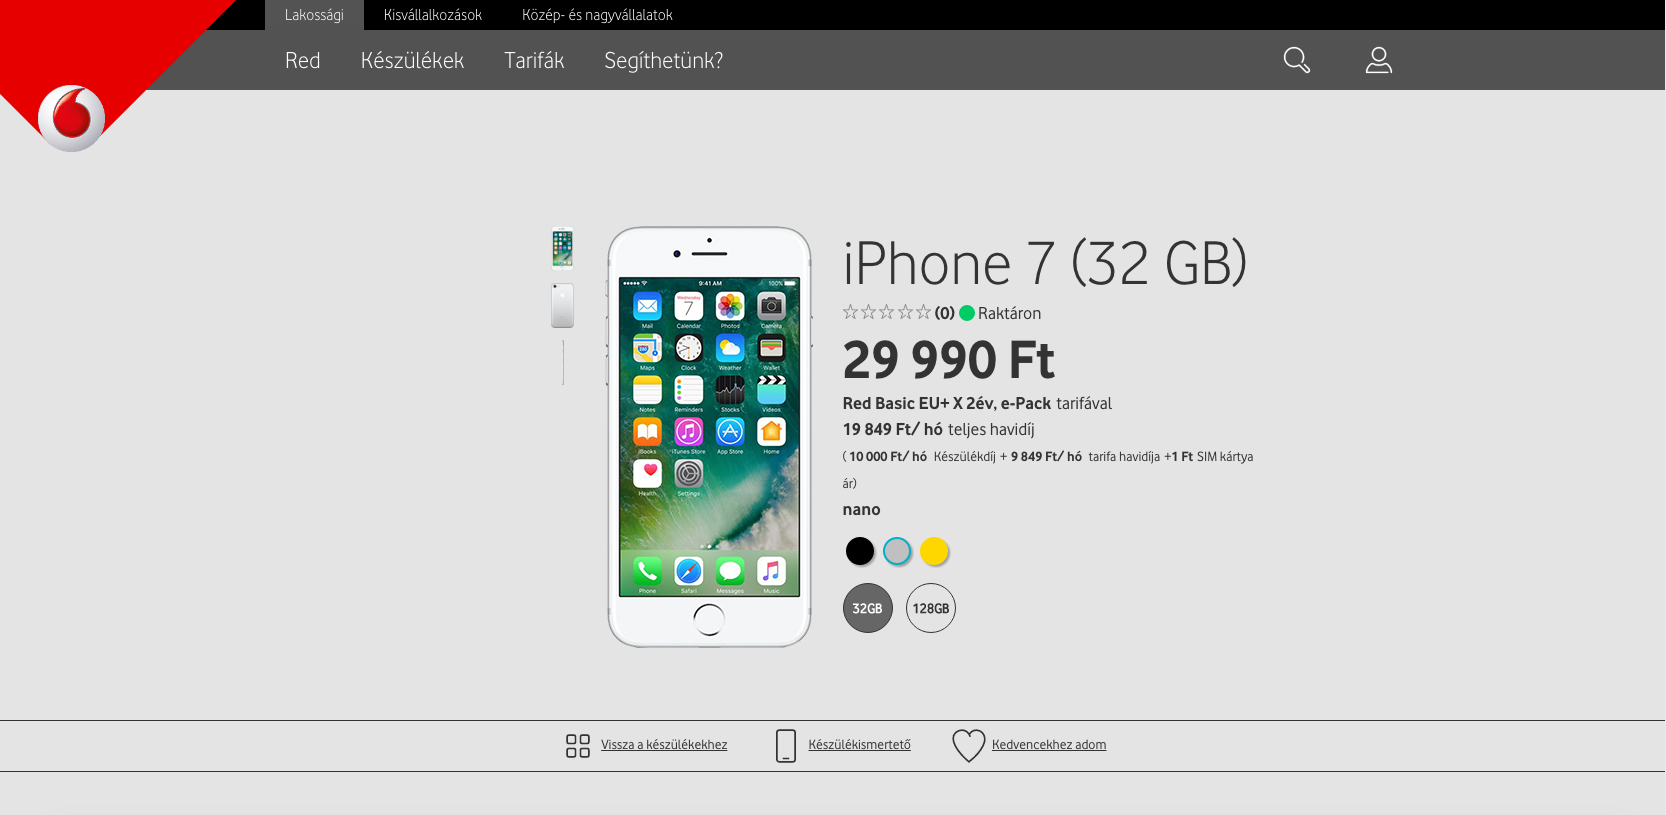 Lakossági Kisvállalkozások Közép- és nagyvállalatok
Red Készülékek Tarifák Segíthetünk?
iPhone 7 (32 GB)
(0) Raktáron
29 990 Ft
Red Basic EU+ X 2év, e-Pack tarifával
19 849 Ft/ hó teljes havidíj
( 10 000 Ft/ hó Készülékdíj + 9 849 Ft/ hó tarifa havidíja +1 Ft SIM kártya
ár)
nano
32GB 128GB
9:41 AM 100%
Wednesday
7
Mail Calendar Photos Camera
Maps Clock Weather Wallet
Notes Reminders Stocks Videos
iBooks iTunes Store App Store Home
Health Settings
Phone Safari Messages Music
Vissza a készülékekhez Készülékismertető Kedvencekhez adom